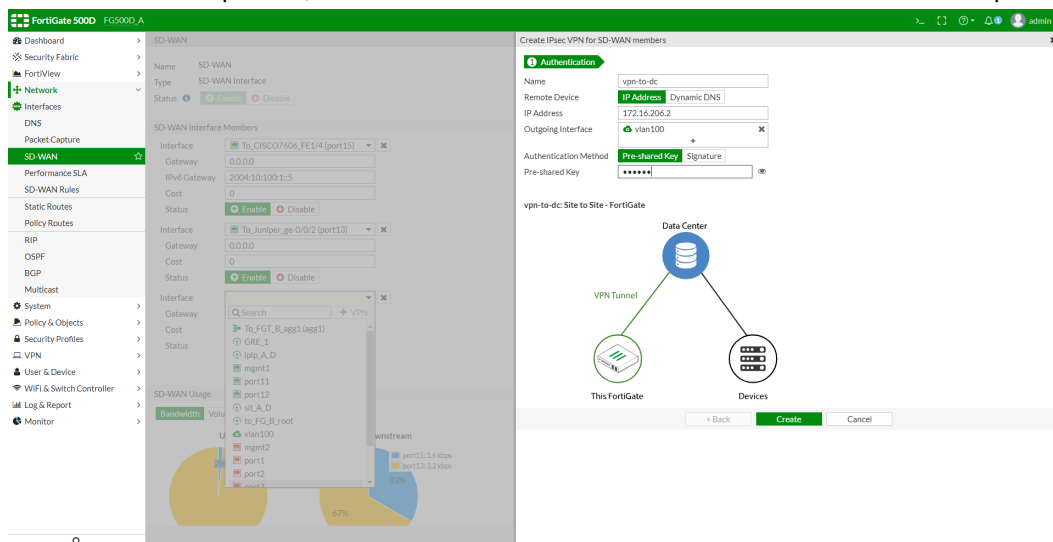 FortiGate 500D FG500D_A
>_
admin
Dashboard
Security Fabric
FortiView
Network
Interfaces
DNS
Packet Capture
SD-WAN
Performance SLA
SD-WAN Rules
Static Routes
Policy Routes
RIP
OSPF
BGP
Multicast
System
Policy & Objects
Security Profiles
VPN
User & Device
WiFi & Switch Controller
Log & Report
Monitor
SD-WAN
Name SD-WAN
Type SD-WAN Interface
Status Enable Disable
SD-WAN Interface Members
Interface To_CISCO7606_FE1/4 (port15)
Gateway 0.0.0.0
IPv6 Gateway 2004:10:100:1::5
Cost 0
Status Enable Disable
Interface To_Juniper_ge-0/0/2 (port13)
Gateway 0.0.0.0
Cost 0
Status Enable Disable
Interface
Gateway
Cost
Status
Search + VPN
To_FGT_B_agg1 (agg1)
GRE_1
ipip_A_D
mgmt1
port11
port12
sit_A_D
to_FG_B_root
vlan100
mgmt2
port1
port2
SD-WAN Usage
Bandwidth
port15: 1.6 kbps
port13: 3.2 kbps
67%
Create IPsec VPN for SD-WAN members
1 Authentication
Name vpn-to-dc
Remote Device IP Address Dynamic DNS
IP Address 172.16.206.2
Outgoing Interface vlan100
+
Authentication Method Pre-shared Key Signature
Pre-shared Key ••••••
vpn-to-dc: Site to Site - FortiGate
Data Center
VPN Tunnel
This FortiGate
Devices
< Back Create Cancel